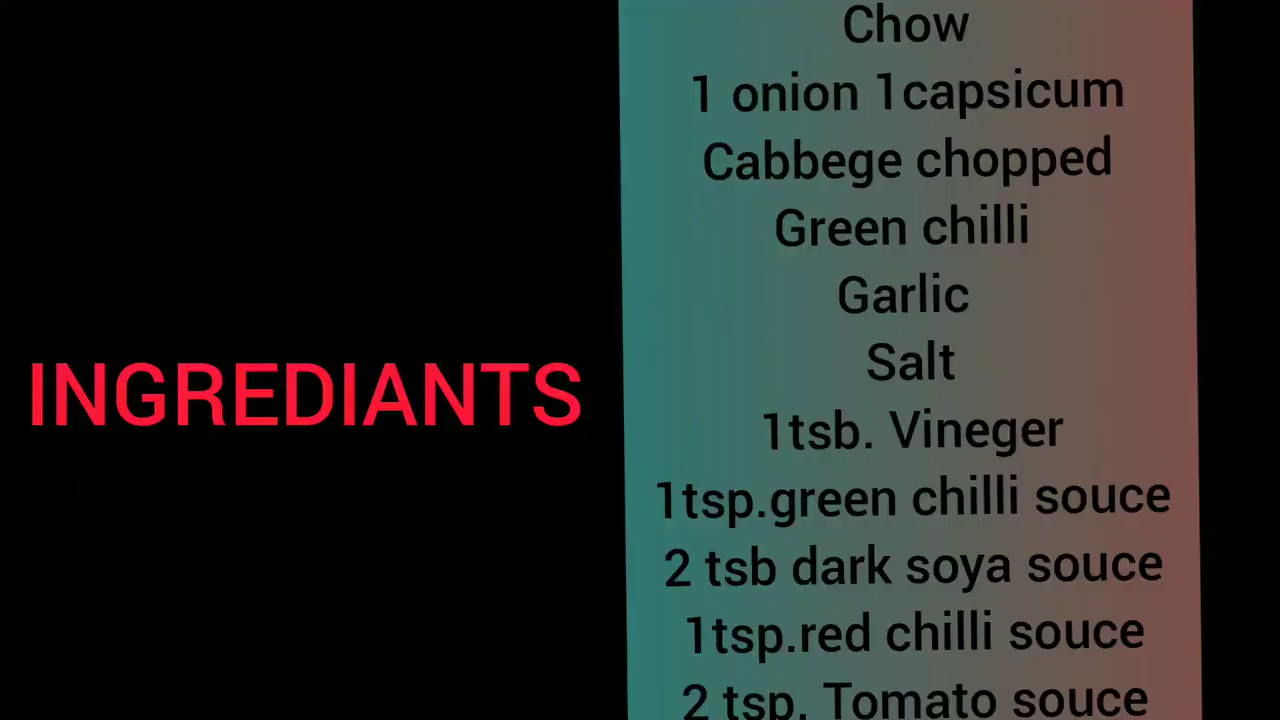 INGREDIANTS
Chow
1 onion 1capsicum
Cabbege chopped
Green chilli
Garlic
Salt
1tsb. Vineger
1tsp.green chilli souce
2 tsb dark soya souce
1tsp.red chilli souce
2 tsp. Tomato souce